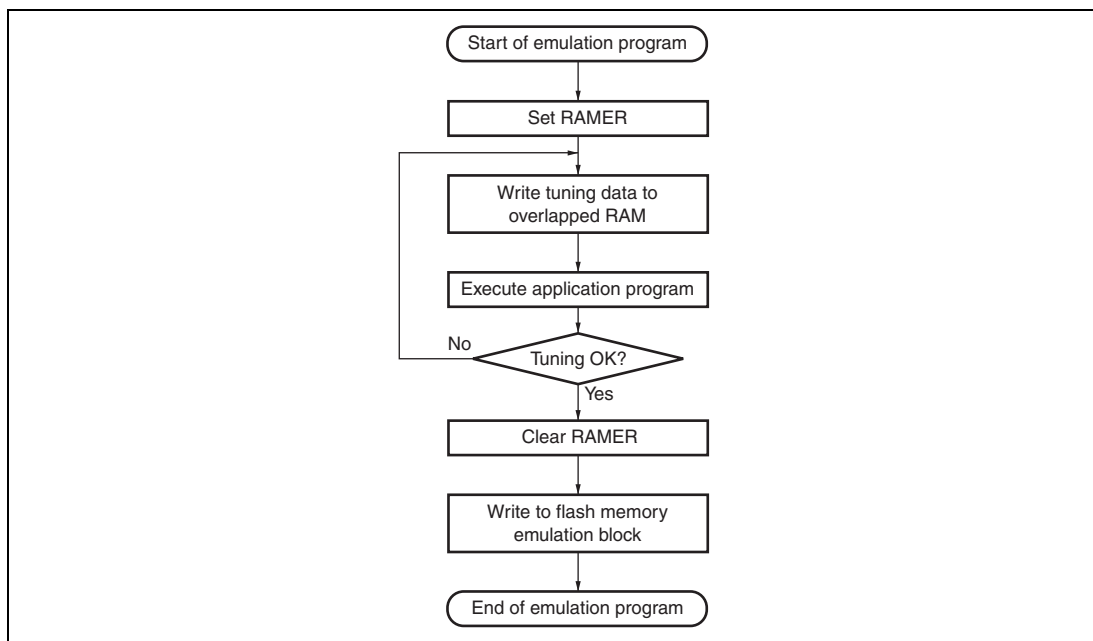 Start of emulation program
Set RAMER
Write tuning data to
overlapped RAM
Execute application program
No
Tuning OK?
Yes
Clear RAMER
Write to flash memory
emulation block
End of emulation program